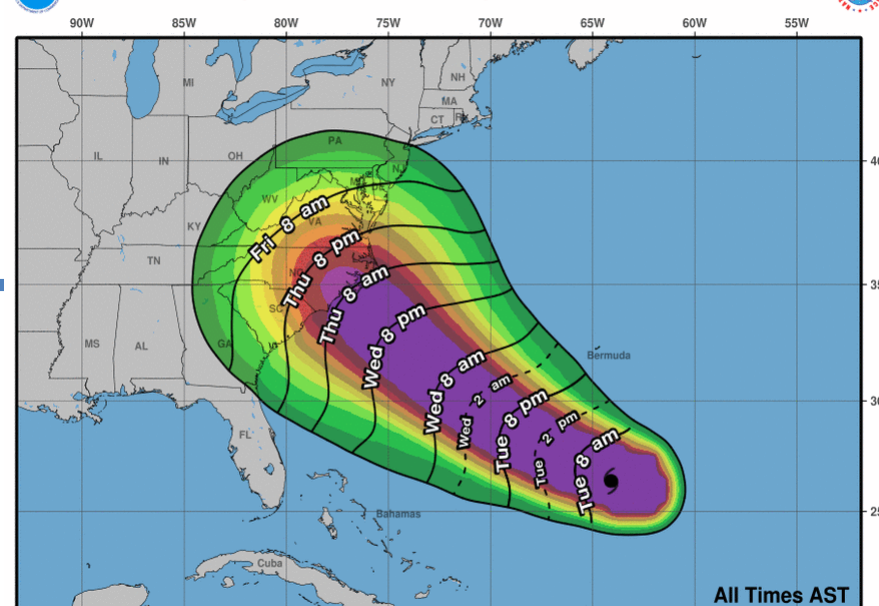 90W 85W 80W 75W 70W 65W 60W 55W
MI
NY
NH
MA
CT
PA
IL
IN
OH
NJ
WV
VA
KY
TN
SC
MS
AL
GA
FL
Fri 8 am
Thu 8 pm
Thu 8 am
Wed 8 pm
Wed 8 am
Wed 2 am
Tue 8 pm
Tue 2 pm
Tue 8 am
Bermuda
Bahamas
Cuba
All Times AST